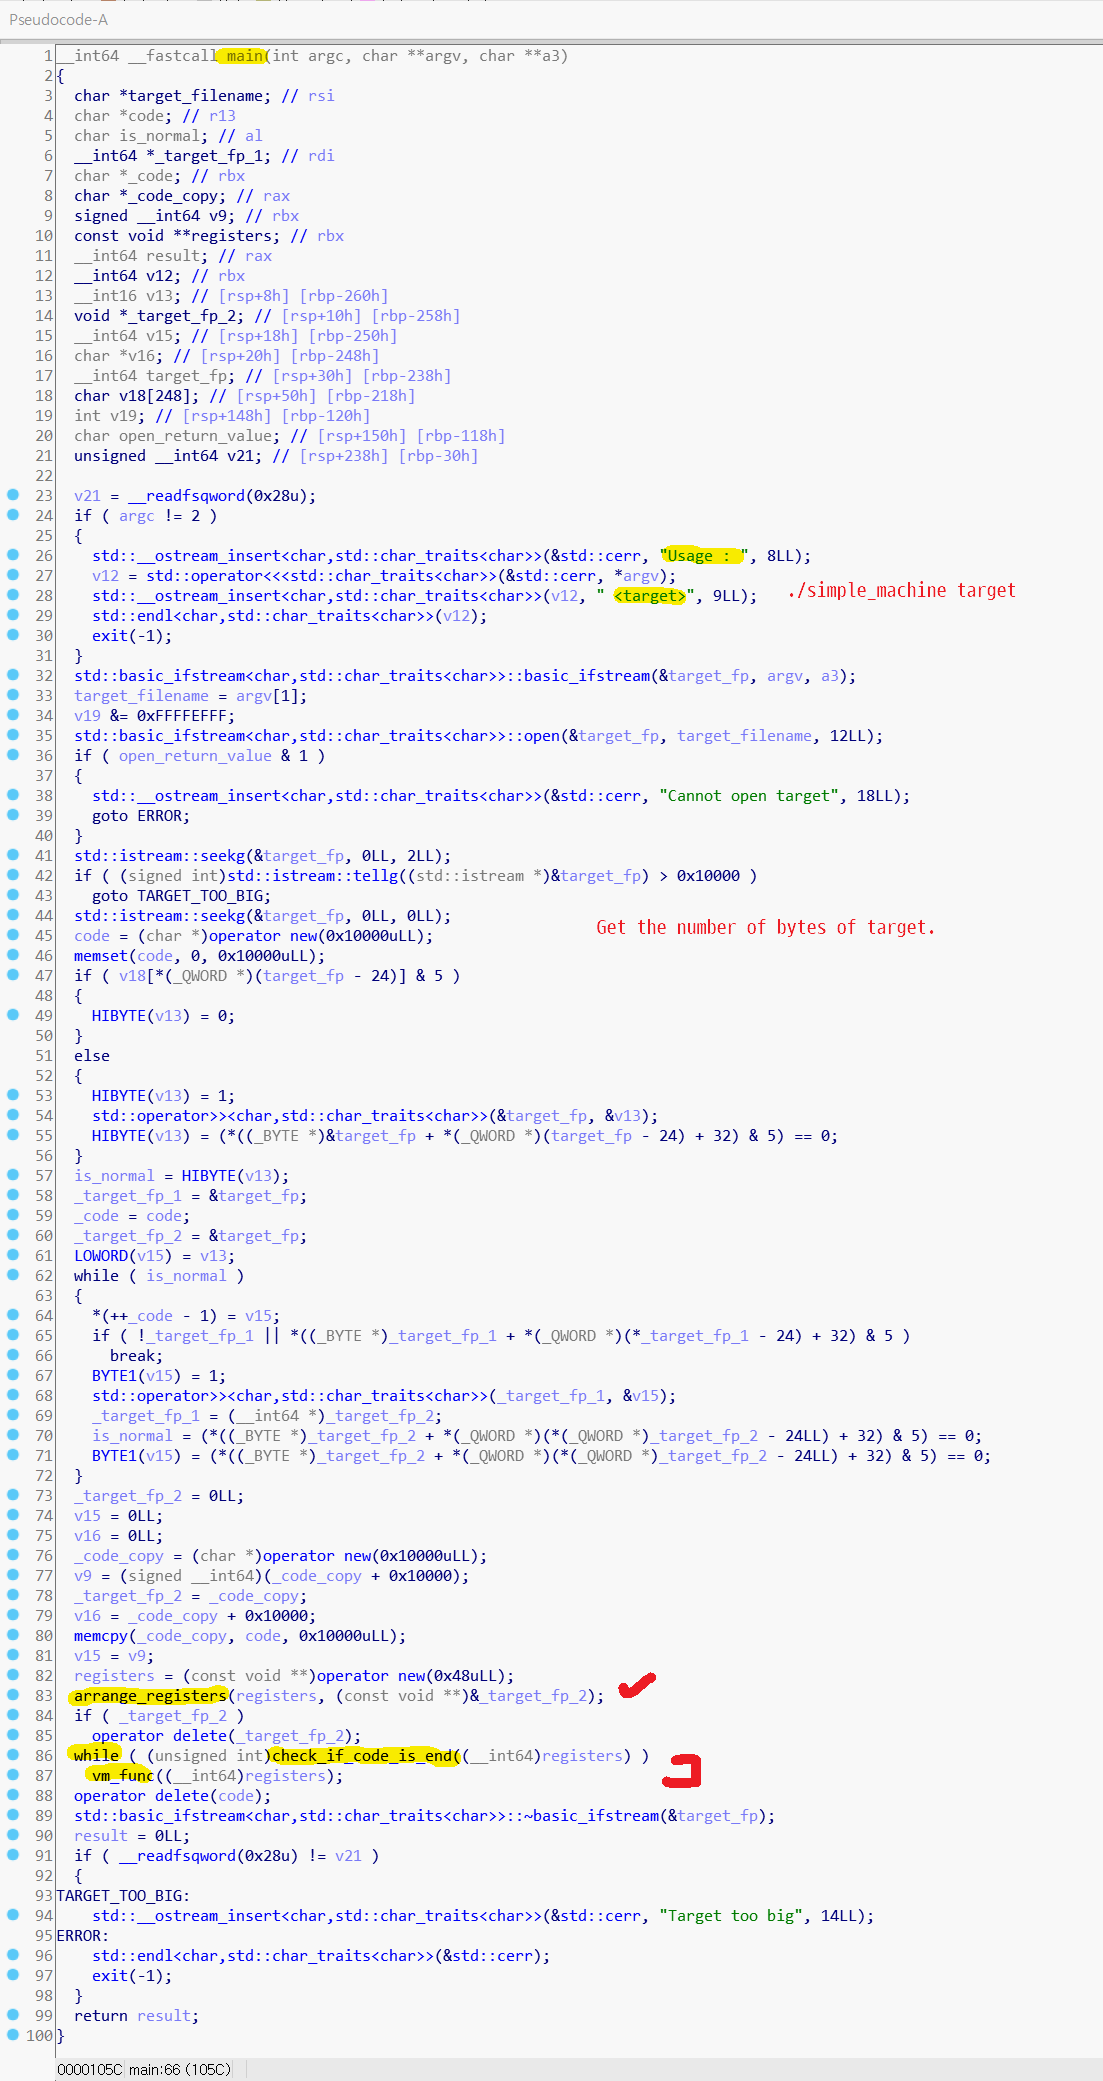 Pseudocode-A
1 __int64 __fastcall main(int argc, char **argv, char **a3)
2 {
3 char *target_filename; // rsi
4 char *code; // r13
5 char is_normal; // al
6 __int64 *_target_fp_1; // rdi
7 char *_code; // rbx
8 char *_code_copy; // rax
9 signed __int64 v9; // rbx
10 const void **registers; // rbx
11 __int64 result; // rax
12 __int64 v12; // rbx
13 __int16 v13; // [rsp+8h] [rbp-260h]
14 void *_target_fp_2; // [rsp+10h] [rbp-258h]
15 __int64 v15; // [rsp+18h] [rbp-250h]
16 char *v16; // [rsp+20h] [rbp-248h]
17 __int64 target_fp; // [rsp+30h] [rbp-238h]
18 char v18[248]; // [rsp+50h] [rbp-218h]
19 int v19; // [rsp+148h] [rbp-120h]
20 char open_return_value; // [rsp+150h] [rbp-118h]
21 unsigned __int64 v21; // [rsp+238h] [rbp-30h]
22
23 v21 = __readfsqword(0x28u);
24 if ( argc != 2 )
25 {
26 std::__ostream_insert<char,std::char_traits<char>>(&std::cerr, "Usage : ", 8LL);
27 v12 = std::operator<<<std::char_traits<char>>(&std::cerr, *argv);
28 std::__ostream_insert<char,std::char_traits<char>>(v12, " <target>", 9LL); ./simple_machine target
29 std::endl<char,std::char_traits<char>>(v12);
30 exit(-1);
31 }
32 std::basic_ifstream<char,std::char_traits<char>>::basic_ifstream(&target_fp, argv, a3);
33 target_filename = argv[1];
34 v19 &= 0xFFFFEFFF;
35 std::basic_ifstream<char,std::char_traits<char>>::open(&target_fp, target_filename, 12LL);
36 if ( open_return_value & 1 )
37 {
38 std::__ostream_insert<char,std::char_traits<char>>(&std::cerr, "Cannot open target", 18LL);
39 goto ERROR;
40 }
41 std::istream::seekg(&target_fp, 0LL, 2LL);
42 if ( (signed int)std::istream::tellg((std::istream *)&target_fp) > 0x10000 )
43 goto TARGET_TOO_BIG;
44 std::istream::seekg(&target_fp, 0LL, 0LL); Get the number of bytes of target.
45 code = (char *)operator new(0x10000uLL);
46 memset(code, 0, 0x10000uLL);
47 if ( v18[*(_QWORD *)(target_fp - 24)] & 5 )
48 {
49 HIBYTE(v13) = 0;
50 }
51 else
52 {
53 HIBYTE(v13) = 1;
54 std::operator>><char,std::char_traits<char>>(&target_fp, &v13);
55 HIBYTE(v13) = (*((_BYTE *)&target_fp + *(_QWORD *)(target_fp - 24) + 32) & 5) == 0;
56 }
57 is_normal = HIBYTE(v13);
58 _target_fp_1 = &target_fp;
59 _code = code;
60 _target_fp_2 = &target_fp;
61 LOWORD(v15) = v13;
62 while ( is_normal )
63 {
64 *(++_code - 1) = v15;
65 if ( !_target_fp_1 || *((_BYTE *)_target_fp_1 + *(_QWORD *)(*_target_fp_1 - 24) + 32) & 5 )
66 break;
67 BYTE1(v15) = 1;
68 std::operator>><char,std::char_traits<char>>(_target_fp_1, &v15);
69 _target_fp_1 = (__int64 *)_target_fp_2;
70 is_normal = (*((_BYTE *)_target_fp_2 + *(_QWORD *)(*(_QWORD *)_target_fp_2 - 24LL) + 32) & 5) == 0;
71 BYTE1(v15) = (*((_BYTE *)_target_fp_2 + *(_QWORD *)(*(_QWORD *)_target_fp_2 - 24LL) + 32) & 5) == 0;
72 }
73 _target_fp_2 = 0LL;
74 v15 = 0LL;
75 v16 = 0LL;
76 _code_copy = (char *)operator new(0x10000uLL);
77 v9 = (signed __int64)(_code_copy + 0x10000);
78 _target_fp_2 = _code_copy;
79 v16 = _code_copy + 0x10000;
80 memcpy(_code_copy, code, 0x10000uLL);
81 v15 = v9;
82 registers = (const void **)operator new(0x48uLL);
83 arrange_registers(registers, (const void **)&_target_fp_2);
84 if ( _target_fp_2 )
85 operator delete(_target_fp_2);
86 while ( (unsigned int)check_if_code_is_end((__int64)registers) )
87 vm_func((__int64)registers);
88 operator delete(code);
89 std::basic_ifstream<char,std::char_traits<char>>::~basic_ifstream(&target_fp);
90 result = 0LL;
91 if ( __readfsqword(0x28u) != v21 )
92 {
93 TARGET_TOO_BIG:
94 std::__ostream_insert<char,std::char_traits<char>>(&std::cerr, "Target too big", 14LL);
95 ERROR:
96 std::endl<char,std::char_traits<char>>(&std::cerr);
97 exit(-1);
98 }
99 return result;
100 }
0000105C main:66 (105C)